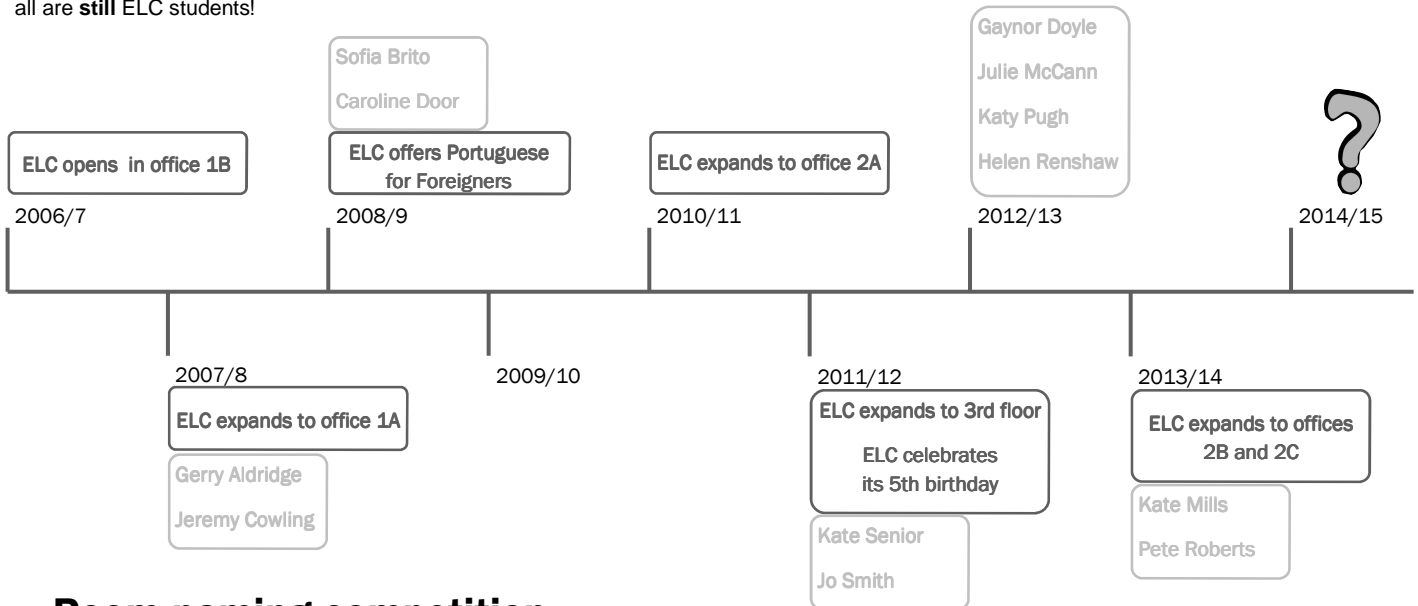 all are still ELC students!
Sofia Brito
Caroline Door
Gaynor Doyle
Julie McCann
Katy Pugh
Helen Renshaw
?
ELC opens in office 1B
ELC offers Portuguese
for Foreigners
ELC expands to office 2A
2006/7
2008/9
2010/11
2012/13
2014/15
2007/8
2009/10
2011/12
2013/14
ELC expands to office 1A
Gerry Aldridge
Jeremy Cowling
ELC expands to 3rd floor
ELC celebrates
its 5th birthday
Kate Senior
Jo Smith
ELC expands to offices
2B and 2C
Kate Mills
Pete Roberts
Room naming competition